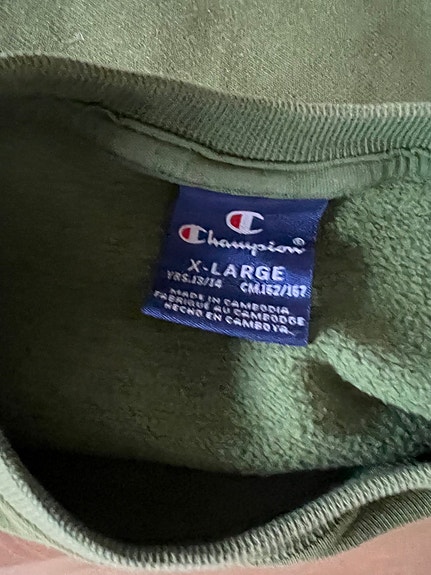 Champion®
X-LARGE
YRS.13/14 CM.162/167
MADE IN CAMBODIA
FABRIQUÉ AU CAMBODGE
HECHO EN CAMBOYA